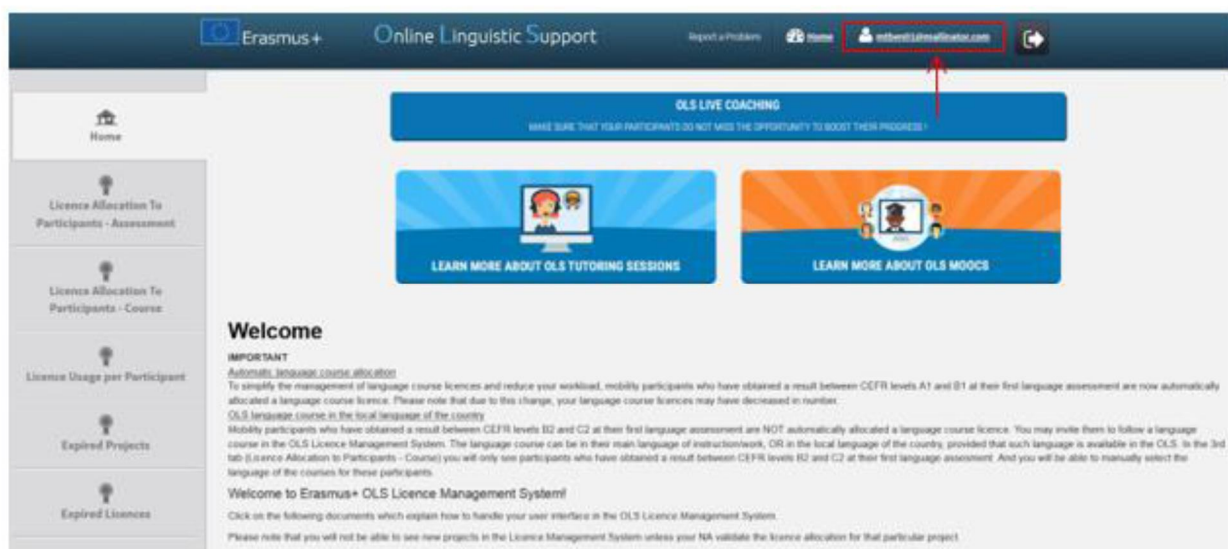 Erasmus+
Online Linguistic Support
Report a Problem
Home
OLS LIVE COACHING
MAKE SURE THAT YOUR PARTICIPANTS DO NOT MISS THE OPPORTUNITY TO BOOST THEIR PROGRESS !
Home
Licence Allocation To
Participants - Assessment
Licence Allocation To
Participants - Course
Licence Usage per Participant
Expired Projects
Expired Licences
LEARN MORE ABOUT OLS TUTORING SESSIONS
LEARN MORE ABOUT OLS MOOCS
Welcome
IMPORTANT
Automatic language course allocation
To simplify the management of language course licences and reduce your workload, mobility participants who have obtained a result between CEFR levels A1 and B1 at their first language assessment are now automatically
allocated a language course licence. Please note that due to this change, your language course licences may have decreased in number.
OLS language course in the local language of the country
Mobility participants who have obtained a result between CEFR levels B2 and C2 at their first language assessment are NOT automatically allocated a language course licence. You may invite them to follow a language
course in the OLS Licence Management System. The language course can be in their main language of instruction/work, OR in the local language of the country, provided that such language is available in the OLS. In the 3rd
tab (Licence Allocation to Participants - Course) you will only see participants who have obtained a result between CEFR levels B2 and C2 at their first language assessment. And you will be able to manually select the
language of the courses for these participants.
Welcome to Erasmus+ OLS Licence Management System!
Click on the following documents which explain how to handle your user interface in the OLS Licence Management System.
Please note that you will not be able to see new projects in the Licence Management System unless your NA validate the licence allocation for that particular project